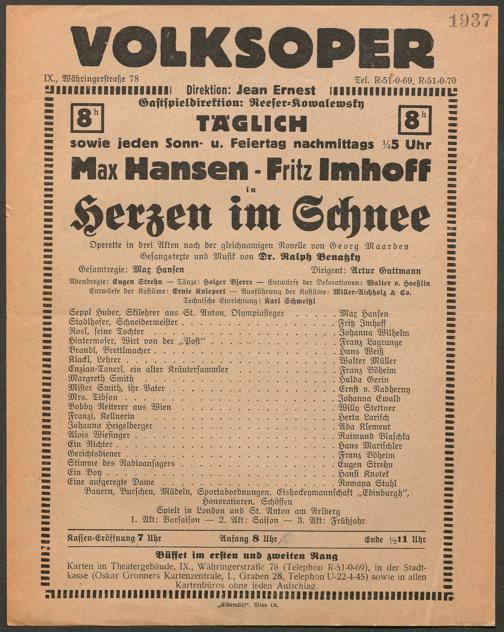 1937
VOLKSOPER
IX., Währingerstraße 78 Tel. R-51-0-69, R-51-0-70
Direktion: Jean Ernest
Gastspieldirektion: Reeser-Kowalewsky
8h TÄGLICH 8h
sowie jeden Sonn- u. Feiertag nachmittags ¼5 Uhr
Max Hansen - Fritz Imhoff
in
Herzen im Schnee
Operette in drei Akten nach der gleichnamigen Novelle von Georg Maarden
Gesangstexte und Musik von Dr. Ralph Benatzky
Gesamtregie: Max Hansen Dirigent: Artur Guttmann
Abendregie: Eugen Strehn — Tänze: Holger Bjerre — Entwürfe der Dekorationen: Walter v. Hoeßlin
Entwürfe der Kostüme: Ernie Kniepert — Ausführung der Kostüme: Miller-Aichholz & Co.
Technische Einrichtung: Karl Schmeißl
Seppl Huber, Skilehrer aus St. Anton, Olympiasieger Max Hansen
Stadlhofer, Schneidermeister Fritz Imhoff
Rosl, seine Tochter Johanna Wilhelm
Hintermoser, Wirt von der „Post" Franz Lagrange
Brandl, Brettlmacher Hans Weiß
Klackl, Lehrer Walter Müller
Enzian-Tonerl, ein alter Kräutersammler Franz Böheim
Margreth Smith Hulda Gerin
Mister Smith, ihr Vater Ernst v. Radherny
Mrs. Tibson Johanna Ewald
Bobby Reiterer aus Wien Willy Stettner
Franzi, Kellnerin Herta Larisch
Johanna Heigelberger Ada Klement
Alois Wiesinger Raimund Blaschka
Ein Richter Hans Marischler
Gerichtsdiener Franz Böheim
Stimme des Radioansagers Eugen Strehn
Ein Boy Hansi Knotek
Eine aufgeregte Dame Romana Stahl
Bauern, Burschen, Mädeln, Sportabordnungen, Eishockeymannschaft „Edinburgh",
Honoratioren, Schöffen
Spielt in London und St. Anton am Arlberg
1. Akt: Vorsaison — 2. Akt: Saison — 3. Akt: Frühjahr
Kassen-Eröffnung 7 Uhr Anfang 8 Uhr Ende ½11 Uhr
Büffet im ersten und zweiten Rang
Karten im Theatergebäude, IX., Währingerstraße 78 (Telephon R-51-0-69), in der Stadt-
kasse (Oskar Gronners Kartenzentrale, I., Graben 28, Telephon U-22-4-45) sowie in allen
Kartenbüros ohne jeden Aufschlag
„Elbemühl", Wien IX.